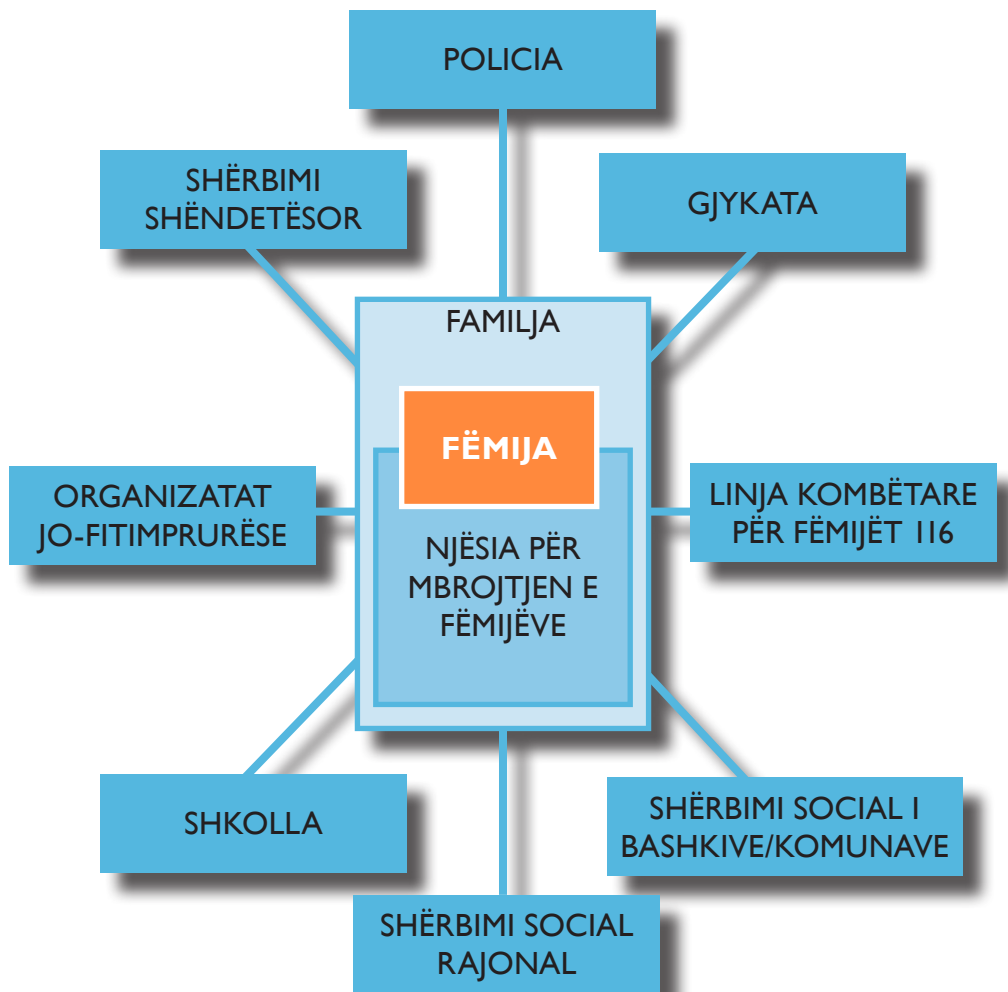 POLICIA
SHËRBIMI
SHËNDETËSOR
GJYKATA
FAMILJA
FËMIJA
ORGANIZATAT
JO-FITIMPRURËSE
LINJA KOMBËTARE
PËR FËMIJËT 116
NJËSIA PËR
MBROJTJEN E
FËMIJËVE
SHKOLLA
SHËRBIMI SOCIAL I
BASHKIVE/KOMUNAVE
SHËRBIMI SOCIAL
RAJONAL